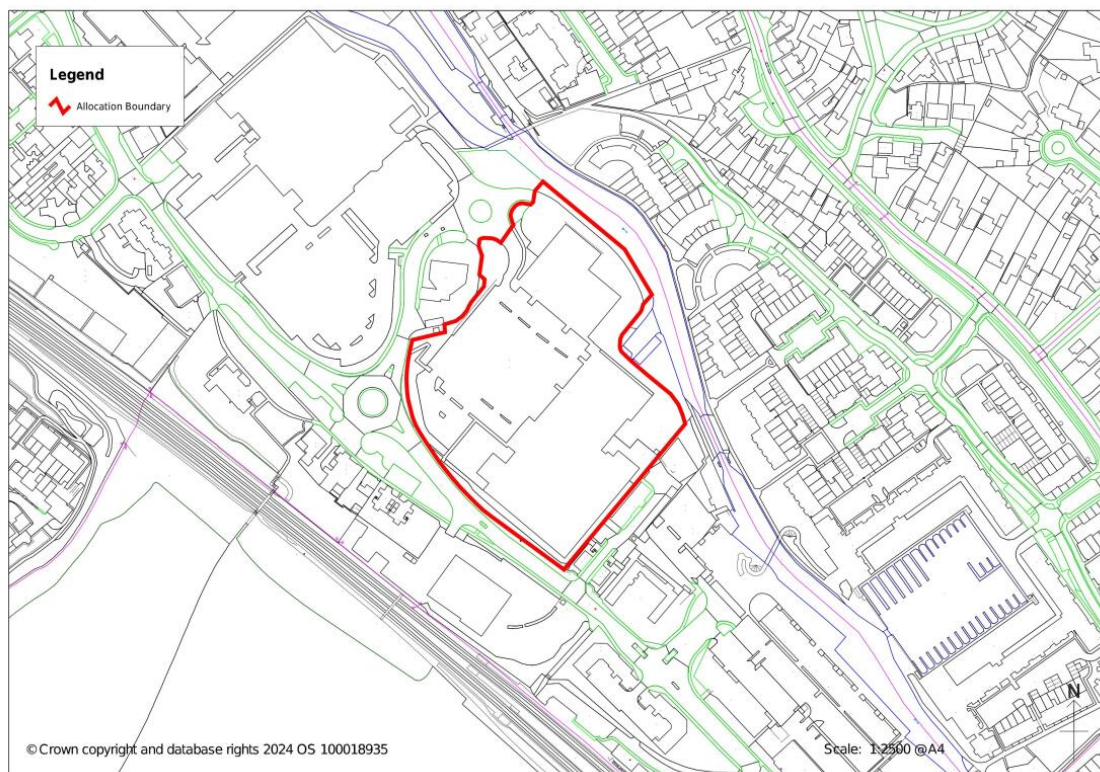 Legend
Allocation Boundary
N
© Crown copyright and database rights 2024 OS 100018935
Scale: 1:2500 @A4